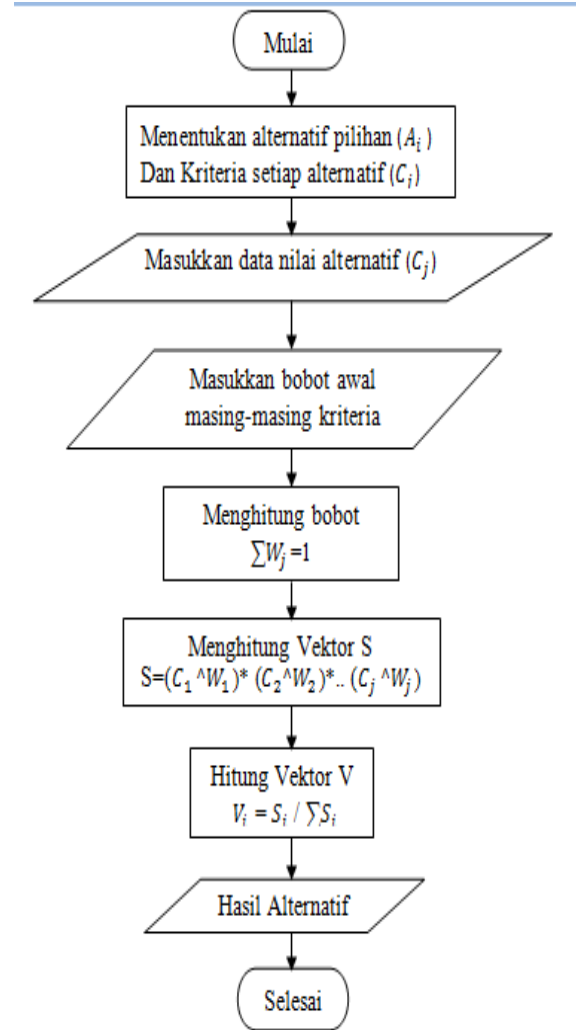 Mulai
Menentukan alternatif pilihan (Aᵢ)
Dan Kriteria setiap alternatif (Cᵢ)
Masukkan data nilai alternatif (Cⱼ)
Masukkan bobot awal
masing-masing kriteria
Menghitung bobot
∑Wⱼ =1
Menghitung Vektor S
S=(C₁ ^W₁)* (C₂^W₂)*.. (Cⱼ ^Wⱼ)
Hitung Vektor V
Vᵢ = Sᵢ / ∑Sᵢ
Hasil Alternatif
Selesai